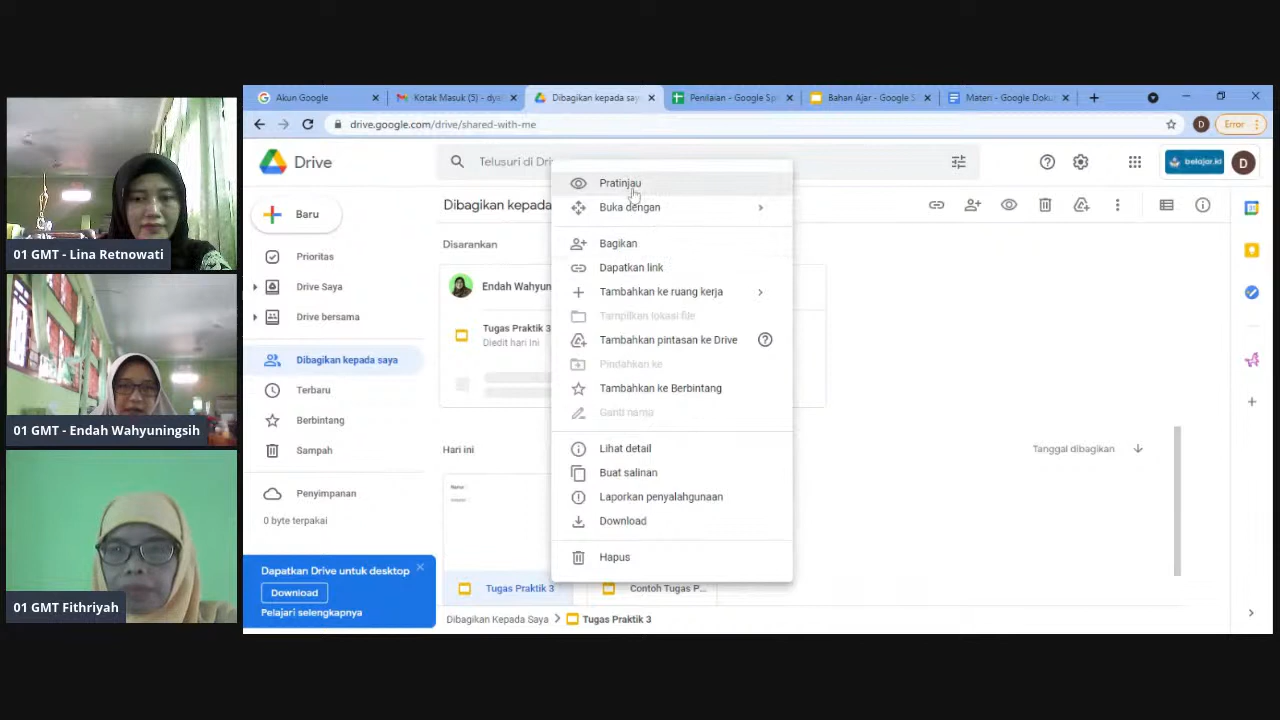 01 GMT - Lina Retnowati
01 GMT - Endah Wahyuningsih
01 GMT Fithriyah
Akun Google
Kotak Masuk (5) - dya
Dibagikan kepada say
Penilaian - Google Sp
Bahan Ajar - Google S
Materi - Google Doku
drive.google.com/drive/shared-with-me
D
Error
Drive
Telusuri di Dri
belajar.id
D
Baru
Prioritas
Drive Saya
Drive bersama
Dibagikan kepada saya
Terbaru
Berbintang
Sampah
Penyimpanan
0 byte terpakai
Dapatkan Drive untuk desktop
Download
Pelajari selengkapnya
Dibagikan kepada
Disarankan
Endah Wahyun
Tugas Praktik 3
Diedit hari ini
Hari ini
Tanggal dibagikan
Nama
Tugas Praktik 3
Contoh Tugas P...
Dibagikan Kepada Saya
Tugas Praktik 3
Pratinjau
Buka dengan
Bagikan
Dapatkan link
Tambahkan ke ruang kerja
Tampilkan lokasi file
Tambahkan pintasan ke Drive
Pindahkan ke
Tambahkan ke Berbintang
Ganti nama
Lihat detail
Buat salinan
Laporkan penyalahgunaan
Download
Hapus